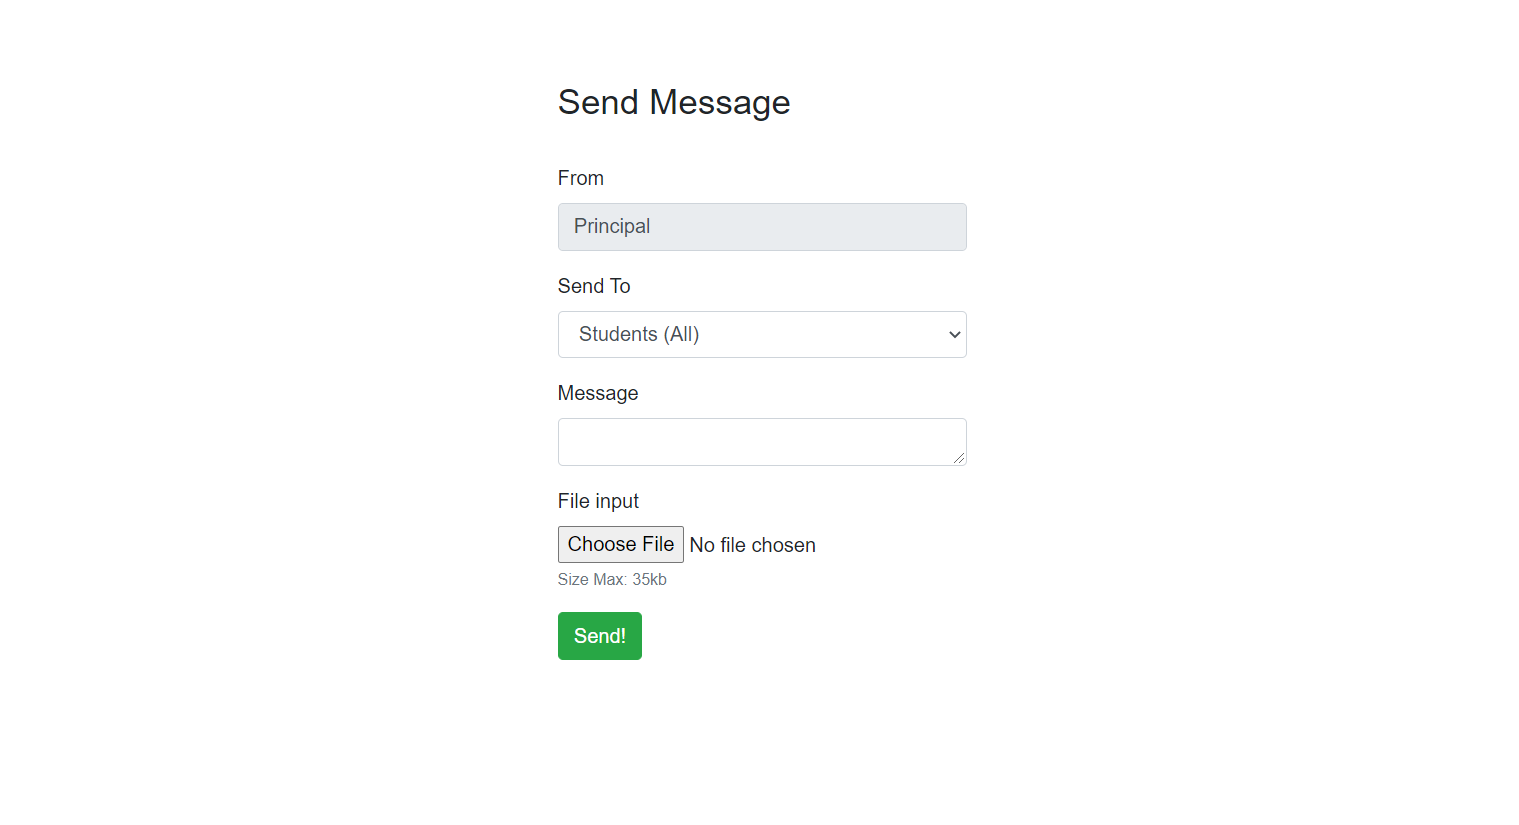 Send Message
From
Principal
Send To
Students (All)
Message
File input
Choose File No file chosen
Size Max: 35kb
Send!